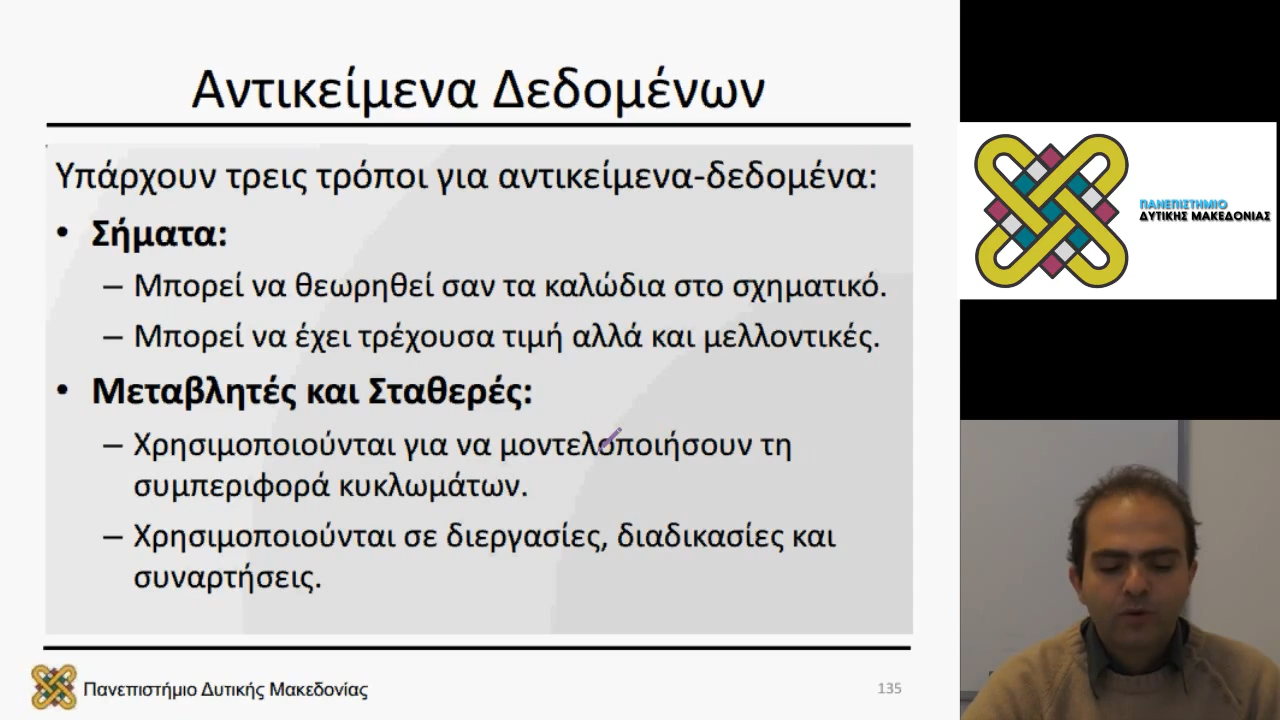 Αντικείμενα Δεδομένων
Υπάρχουν τρεις τρόποι για αντικείμενα-δεδομένα:
• Σήματα:
– Μπορεί να θεωρηθεί σαν τα καλώδια στο σχηματικό.
– Μπορεί να έχει τρέχουσα τιμή αλλά και μελλοντικές.
• Μεταβλητές και Σταθερές:
– Χρησιμοποιούνται για να μοντελοποιήσουν τη
συμπεριφορά κυκλωμάτων.
– Χρησιμοποιούνται σε διεργασίες, διαδικασίες και
συναρτήσεις.
Πανεπιστήμιο Δυτικής Μακεδονίας
135
ΠΑΝΕΠΙΣΤΗΜΙΟ
ΔΥΤΙΚΗΣ ΜΑΚΕΔΟΝΙΑΣ